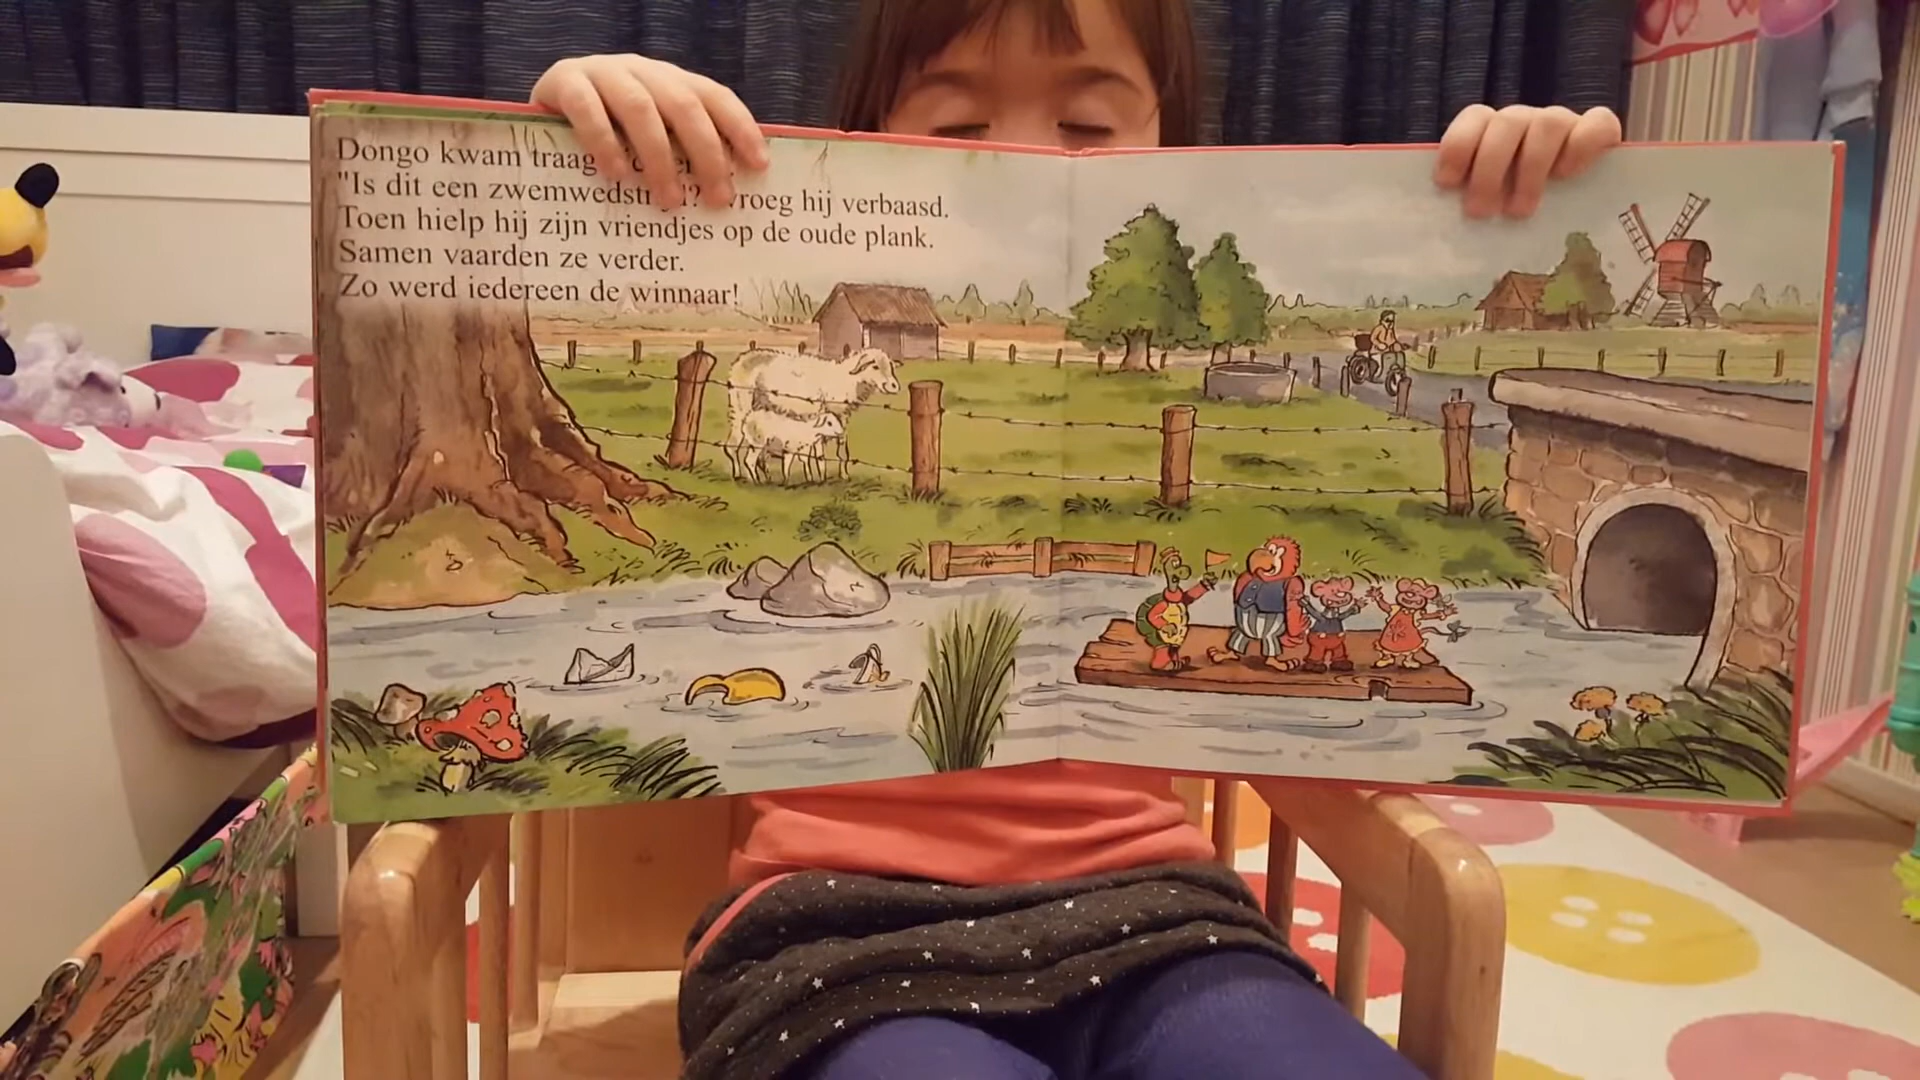 Dongo kwam traag
"Is dit een zwemwedstrijd?" vroeg hij verbaasd.
Toen hielp hij zijn vriendjes op de oude plank.
Samen vaarden ze verder.
Zo werd iedereen de winnaar!